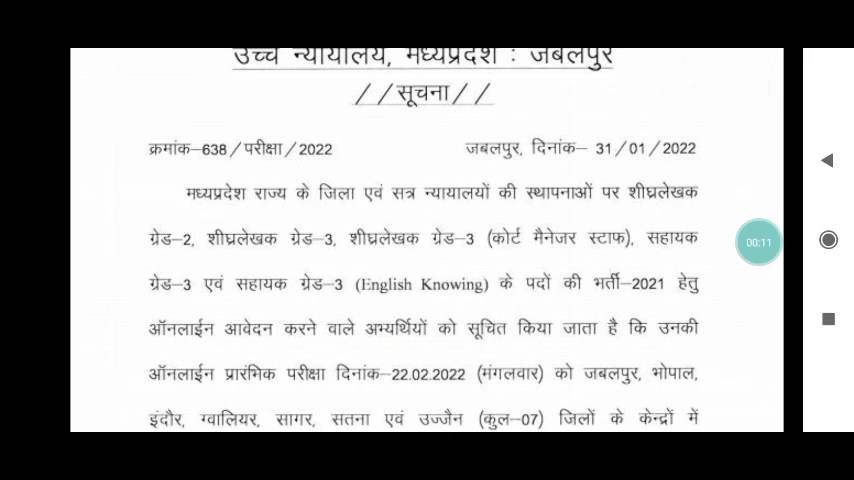 उच्च न्यायालय, मध्यप्रदेश : जबलपुर
//सूचना//
क्रमांक–638/परीक्षा/2022 जबलपुर, दिनांक– 31/01/2022
मध्यप्रदेश राज्य के जिला एवं सत्र न्यायालयों की स्थापनाओं पर शीघ्रलेखक
ग्रेड–2, शीघ्रलेखक ग्रेड–3, शीघ्रलेखक ग्रेड–3 (कोर्ट मैनेजर स्टाफ), सहायक
ग्रेड–3 एवं सहायक ग्रेड–3 (English Knowing) के पदों की भर्ती–2021 हेतु
ऑनलाईन आवेदन करने वाले अभ्यर्थियों को सूचित किया जाता है कि उनकी
ऑनलाईन प्रारंभिक परीक्षा दिनांक–22.02.2022 (मंगलवार) को जबलपुर, भोपाल,
इंदौर, ग्वालियर, सागर, सतना एवं उज्जैन (कुल–07) जिलों के केन्द्रों में
00:11